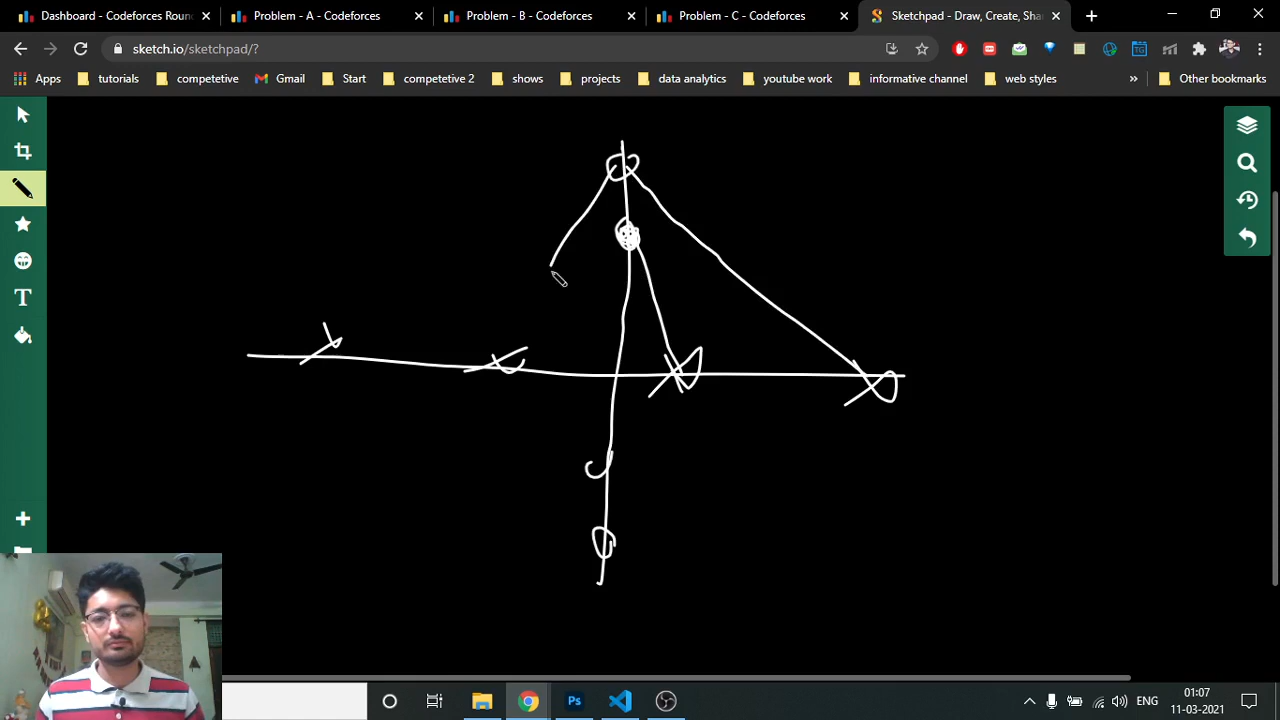 Dashboard - Codeforces Roun
Problem - A - Codeforces
Problem - B - Codeforces
Problem - C - Codeforces
Sketchpad - Draw, Create, Sha
sketch.io/sketchpad/?
Apps
tutorials
competetive
Gmail
Start
competetive 2
shows
projects
data analytics
youtube work
informative channel
web styles
Other bookmarks
T
Ps
ENG
01:07
11-03-2021